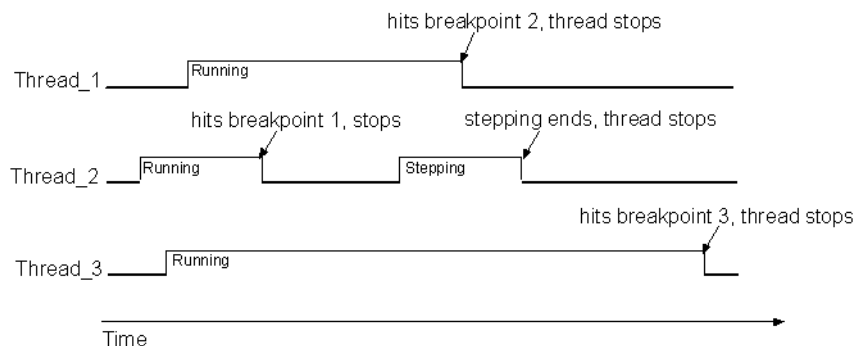 hits breakpoint 2, thread stops
Thread_1
Running
hits breakpoint 1, stops
stepping ends, thread stops
Thread_2
Running
Stepping
hits breakpoint 3, thread stops
Thread_3
Running
Time